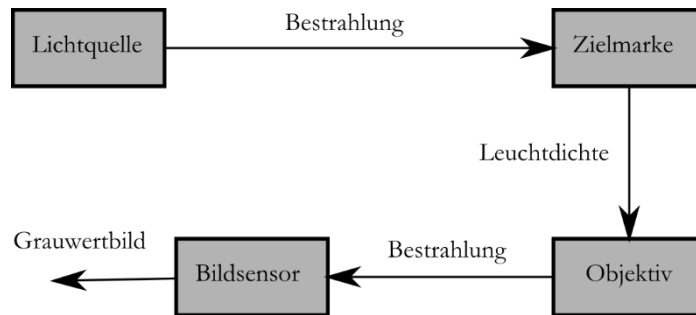 Lichtquelle
Bestrahlung
Zielmarke
Leuchtdichte
Objektiv
Bestrahlung
Bildsensor
Grauwertbild